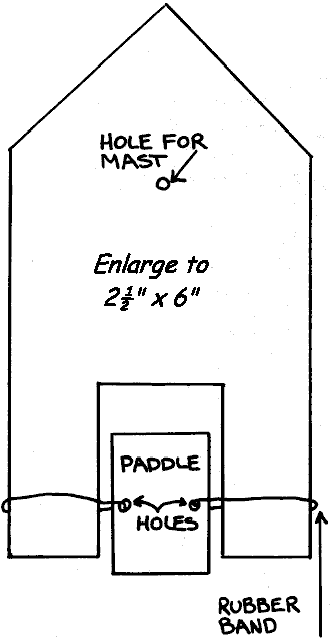 HOLE FOR
MAST
Enlarge to
2½" x 6"
PADDLE
HOLES
RUBBER
BAND